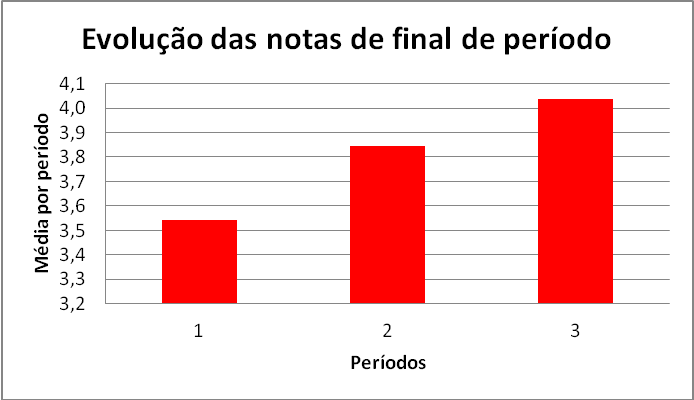 Evolução das notas de final de período
Média por período
4,1
4,0
3,9
3,8
3,7
3,6
3,5
3,4
3,3
3,2
1 2 3
Períodos